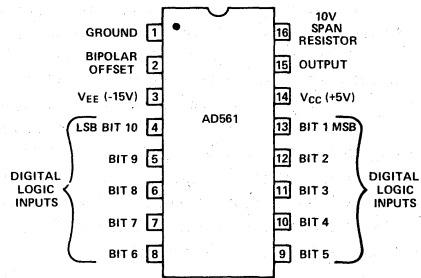 GROUND 1
BIPOLAR OFFSET 2
VEE (-15V) 3
LSB BIT 10 4
BIT 9 5
BIT 8 6
BIT 7 7
BIT 6 8
DIGITAL
LOGIC
INPUTS
AD561
16 10V SPAN RESISTOR
15 OUTPUT
14 VCC (+5V)
13 BIT 1 MSB
12 BIT 2
11 BIT 3
10 BIT 4
9 BIT 5
DIGITAL
LOGIC
INPUTS